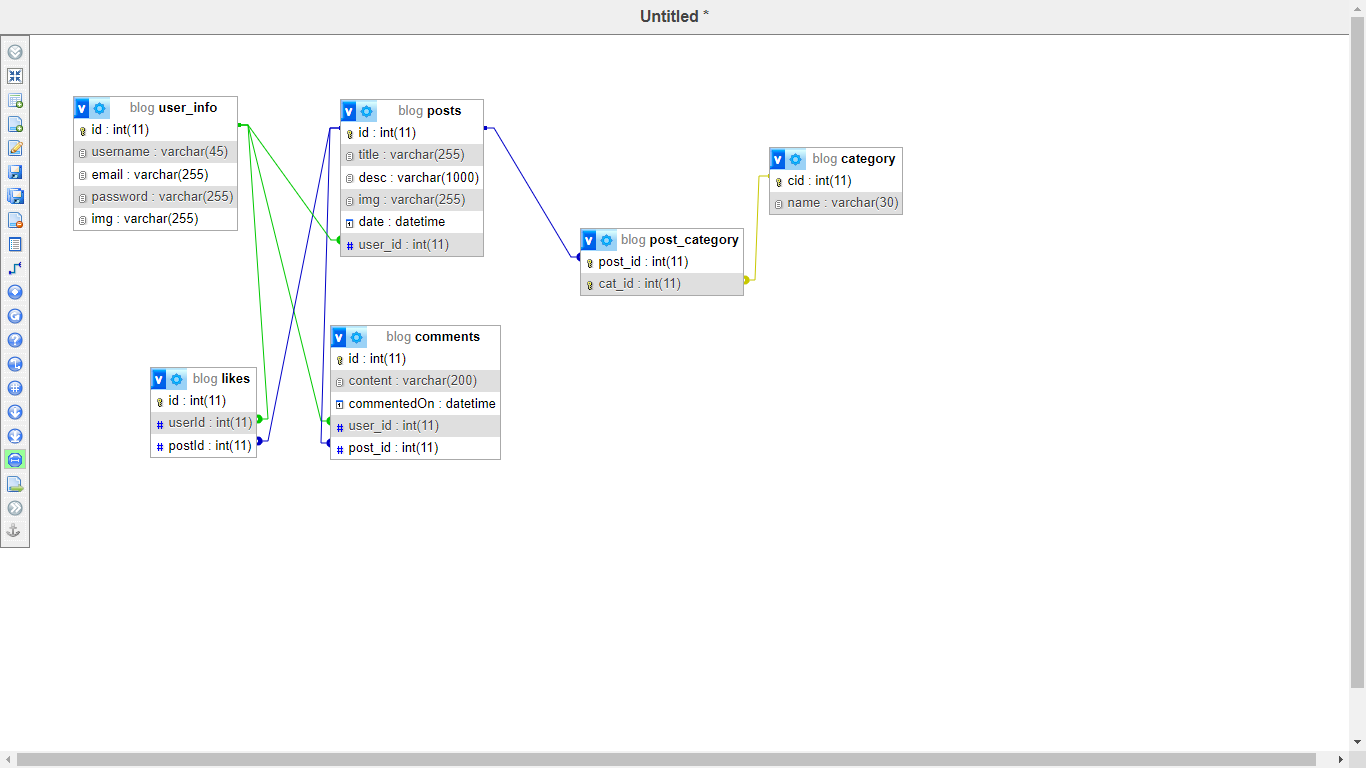 Untitled *
blog user_info
id : int(11)
username : varchar(45)
email : varchar(255)
password : varchar(255)
img : varchar(255)
blog posts
id : int(11)
title : varchar(255)
desc : varchar(1000)
img : varchar(255)
date : datetime
# user_id : int(11)
blog category
cid : int(11)
name : varchar(30)
blog post_category
post_id : int(11)
cat_id : int(11)
blog comments
id : int(11)
content : varchar(200)
commentedOn : datetime
# user_id : int(11)
# post_id : int(11)
blog likes
id : int(11)
# userId : int(11)
# postId : int(11)